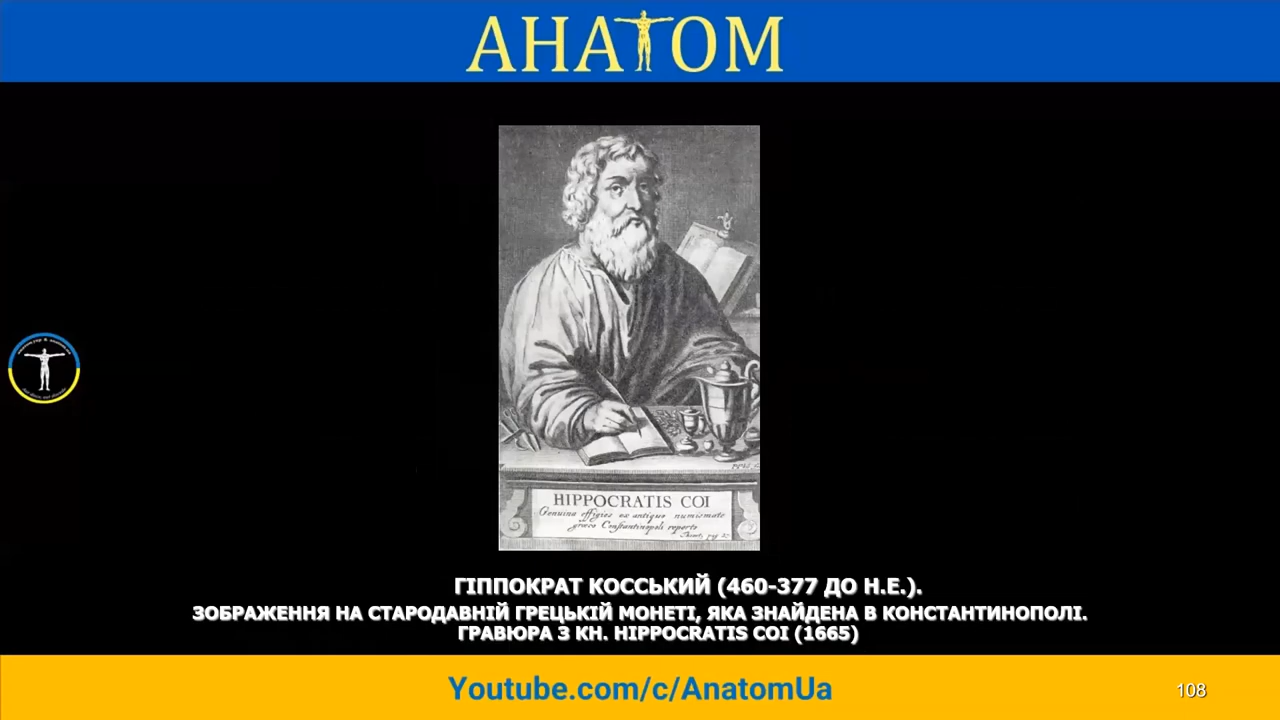 АНАТОМ
HIPPOCRATIS COI
Genuina effigies ex antiquo numismate
græco Constantinopoli reperto
ГІППОКРАТ КОССЬКИЙ (460-377 ДО Н.Е.).
ЗОБРАЖЕННЯ НА СТАРОДАВНІЙ ГРЕЦЬКІЙ МОНЕТІ, ЯКА ЗНАЙДЕНА В КОНСТАНТИНОПОЛІ.
ГРАВЮРА З КН. HIPPOCRATIS COI (1665)
Youtube.com/c/AnatomUa
108